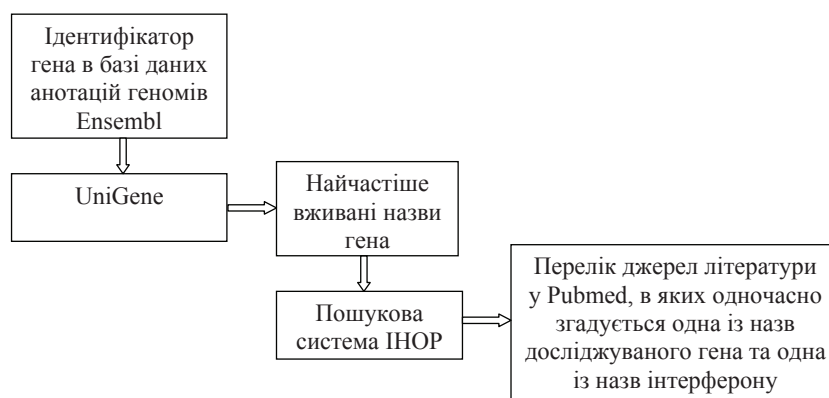 Ідентифікатор
гена в базі даних
анотацій геномів
Ensembl
UniGene
Найчастіше
вживані назви
гена
Пошукова
система IHOP
Перелік джерел літератури
у Pubmed, в яких одночасно
згадується одна із назв
досліджуваного гена та одна
із назв інтерферону